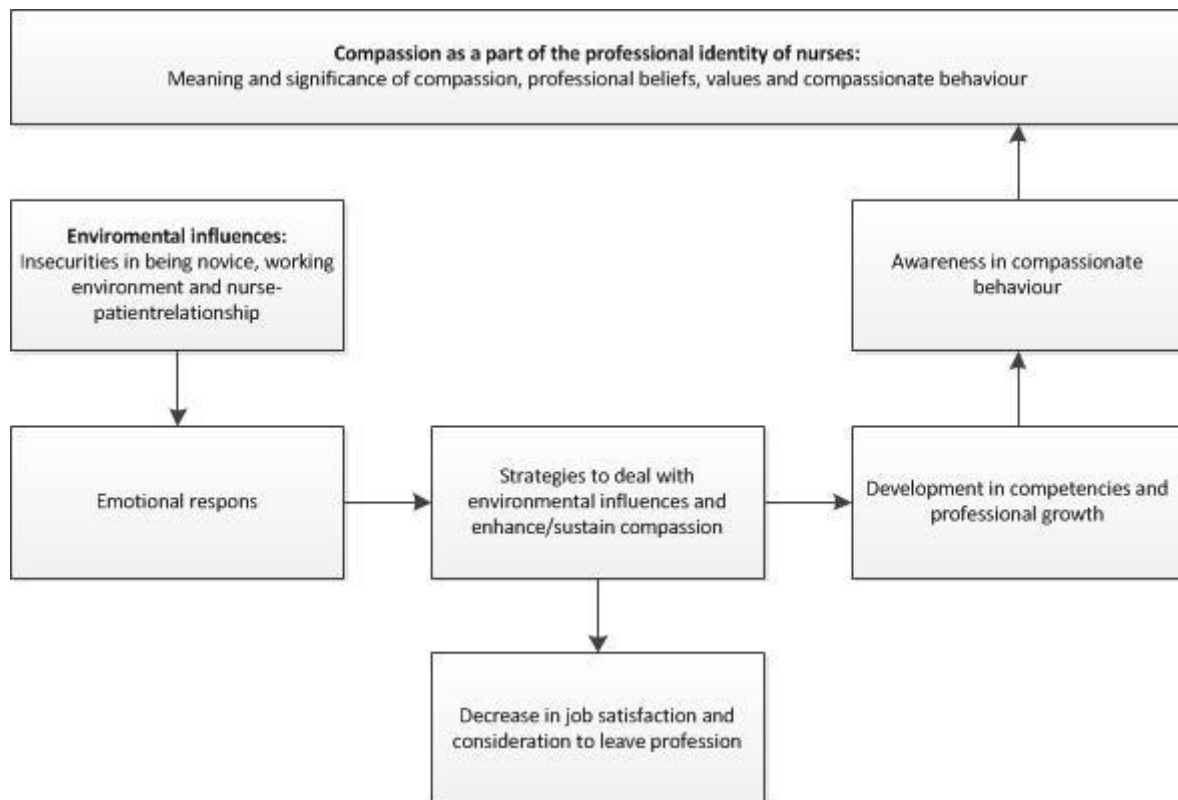 Compassion as a part of the professional identity of nurses:
Meaning and significance of compassion, professional beliefs, values and compassionate behaviour
Enviromental influences:
Insecurities in being novice, working
environment and nurse-
patientrelationship
Awareness in compassionate
behaviour
Emotional respons
Strategies to deal with
environmental influences and
enhance/sustain compassion
Development in competencies and
professional growth
Decrease in job satisfaction and
consideration to leave profession